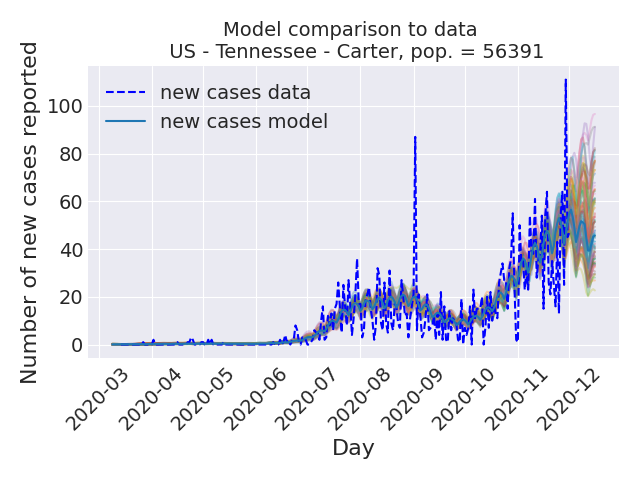 Model comparison to data
US - Tennessee - Carter, pop. = 56391
new cases data
new cases model
Number of new cases reported
100
80
60
40
20
0
2020-03
2020-04
2020-05
2020-06
2020-07
2020-08
2020-09
2020-10
2020-11
2020-12
Day